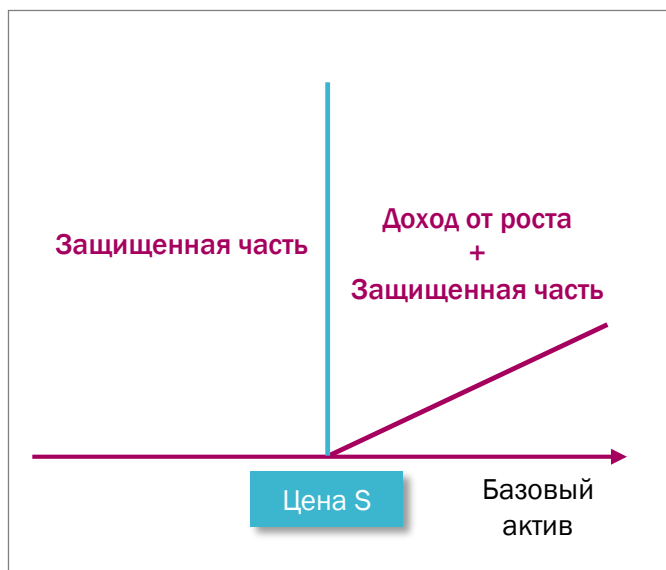 Защищенная часть
Доход от роста
+
Защищенная часть
Цена S
Базовый
актив